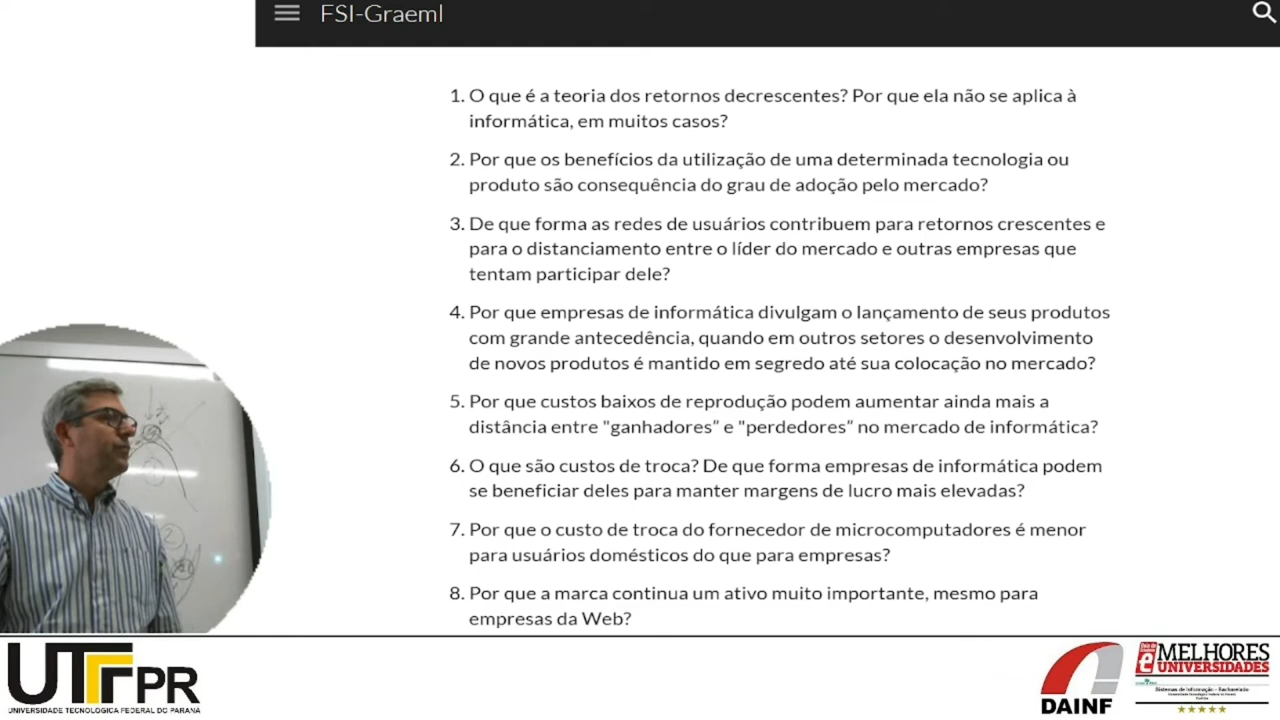 FSI-Graeml
1. O que é a teoria dos retornos decrescentes? Por que ela não se aplica à
informática, em muitos casos?
2. Por que os benefícios da utilização de uma determinada tecnologia ou
produto são consequência do grau de adoção pelo mercado?
3. De que forma as redes de usuários contribuem para retornos crescentes e
para o distanciamento entre o líder do mercado e outras empresas que
tentam participar dele?
4. Por que empresas de informática divulgam o lançamento de seus produtos
com grande antecedência, quando em outros setores o desenvolvimento
de novos produtos é mantido em segredo até sua colocação no mercado?
5. Por que custos baixos de reprodução podem aumentar ainda mais a
distância entre "ganhadores” e "perdedores” no mercado de informática?
6. O que são custos de troca? De que forma empresas de informática podem
se beneficiar deles para manter margens de lucro mais elevadas?
7. Por que o custo de troca do fornecedor de microcomputadores é menor
para usuários domésticos do que para empresas?
8. Por que a marca continua um ativo muito importante, mesmo para
empresas da Web?
UTFPR
UNIVERSIDADE TECNOLÓGICA FEDERAL DO PARANÁ
DAINF
MELHORES
UNIVERSIDADES
Sistemas de Informação - Bacharelado